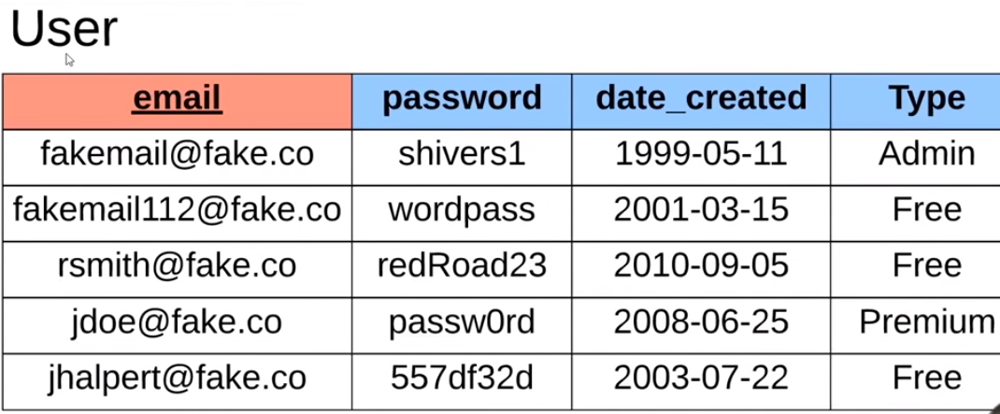 User
email password date_created Type
fakemail@fake.co shivers1 1999-05-11 Admin
fakemail112@fake.co wordpass 2001-03-15 Free
rsmith@fake.co redRoad23 2010-09-05 Free
jdoe@fake.co passw0rd 2008-06-25 Premium
jhalpert@fake.co 557df32d 2003-07-22 Free